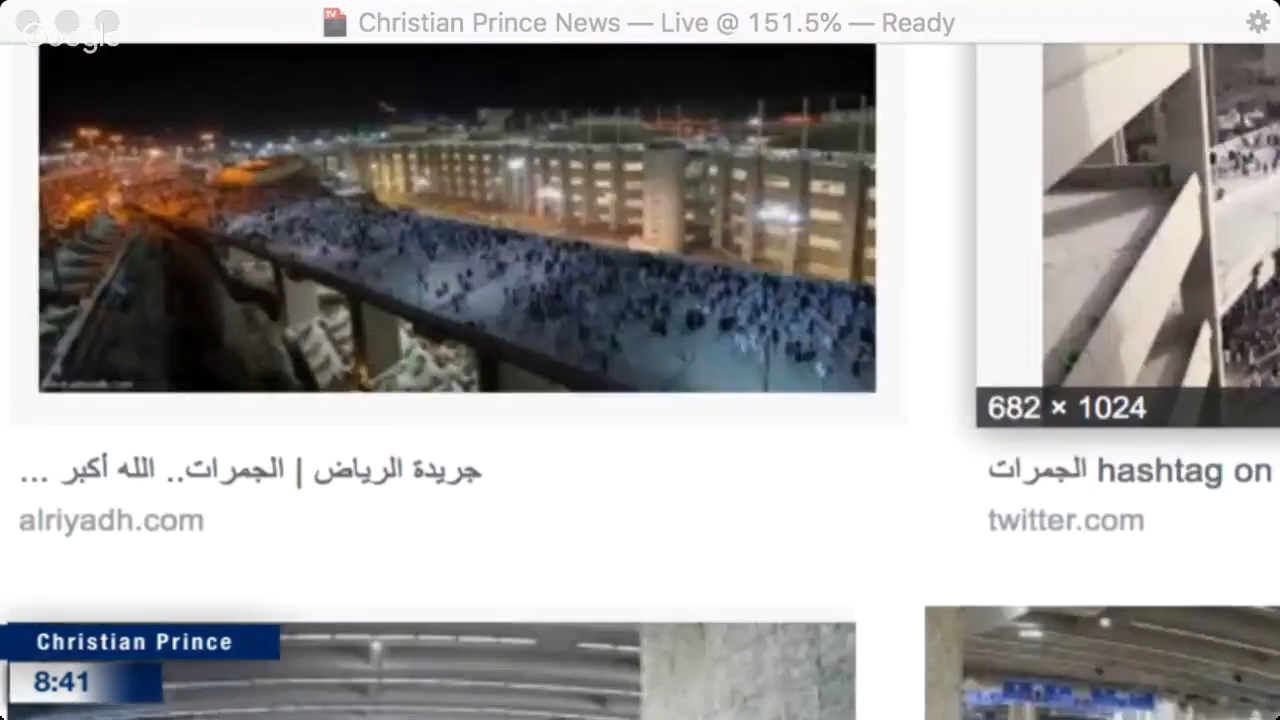 Christian Prince News — Live @ 151.5% — Ready
Google
682 × 1024
جريدة الرياض | الجمرات.. الله أكبر ...
الجمرات hashtag on
alriyadh.com
twitter.com
Christian Prince
8:41